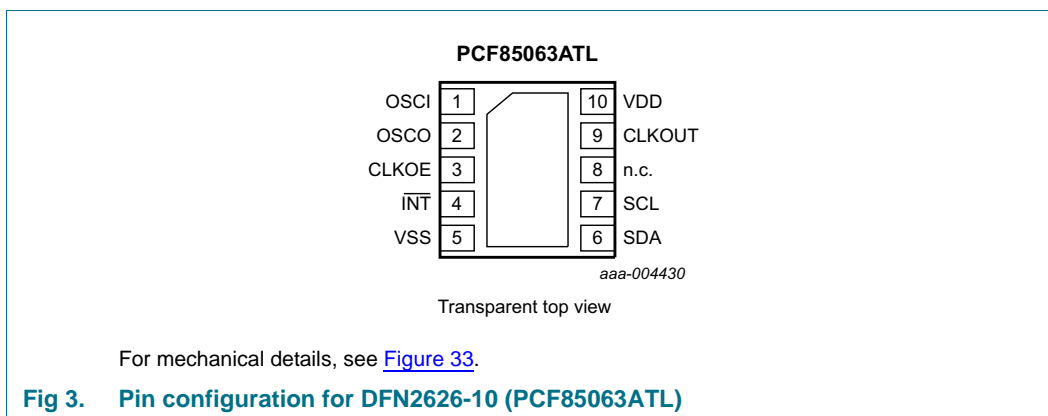 PCF85063ATL
OSCI 1 10 VDD
OSCO 2 9 CLKOUT
CLKOE 3 8 n.c.
INT 4 7 SCL
VSS 5 6 SDA
aaa-004430
Transparent top view
For mechanical details, see Figure 33.
Fig 3. Pin configuration for DFN2626-10 (PCF85063ATL)